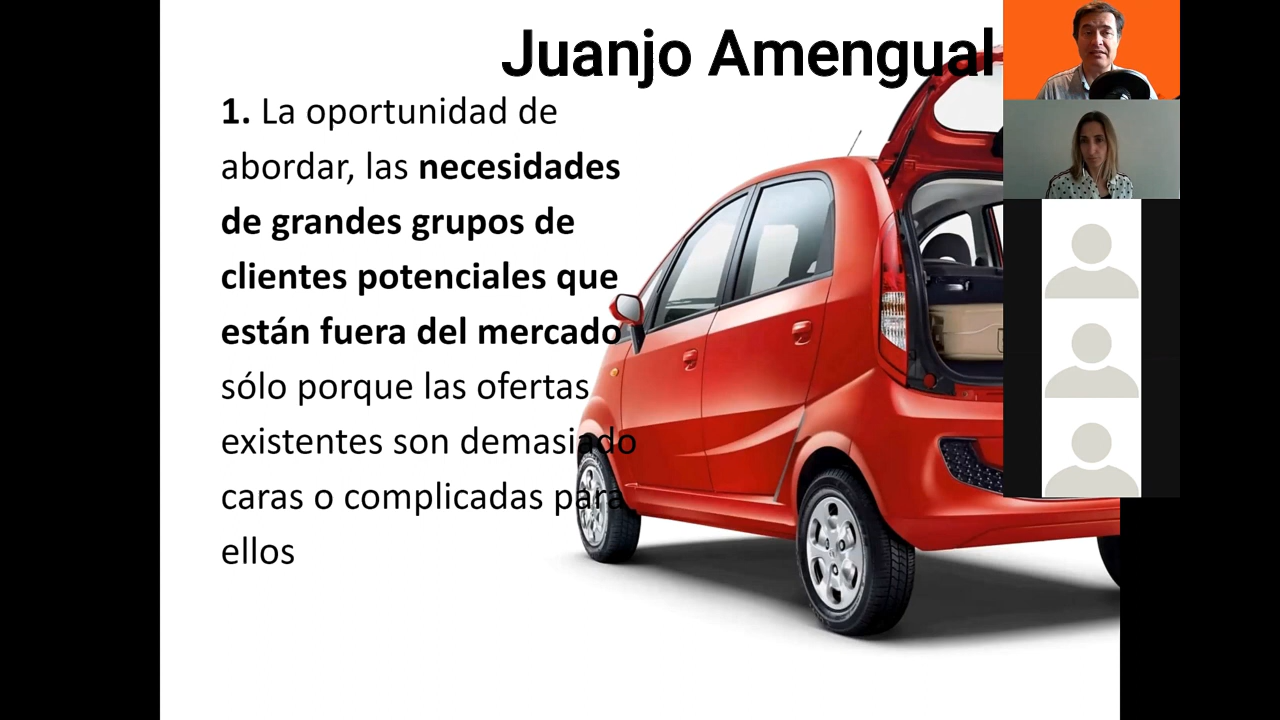 Juanjo Amengual
1. La oportunidad de
abordar, las necesidades
de grandes grupos de
clientes potenciales que
están fuera del mercado
sólo porque las ofertas
existentes son demasiado
caras o complicadas para
ellos